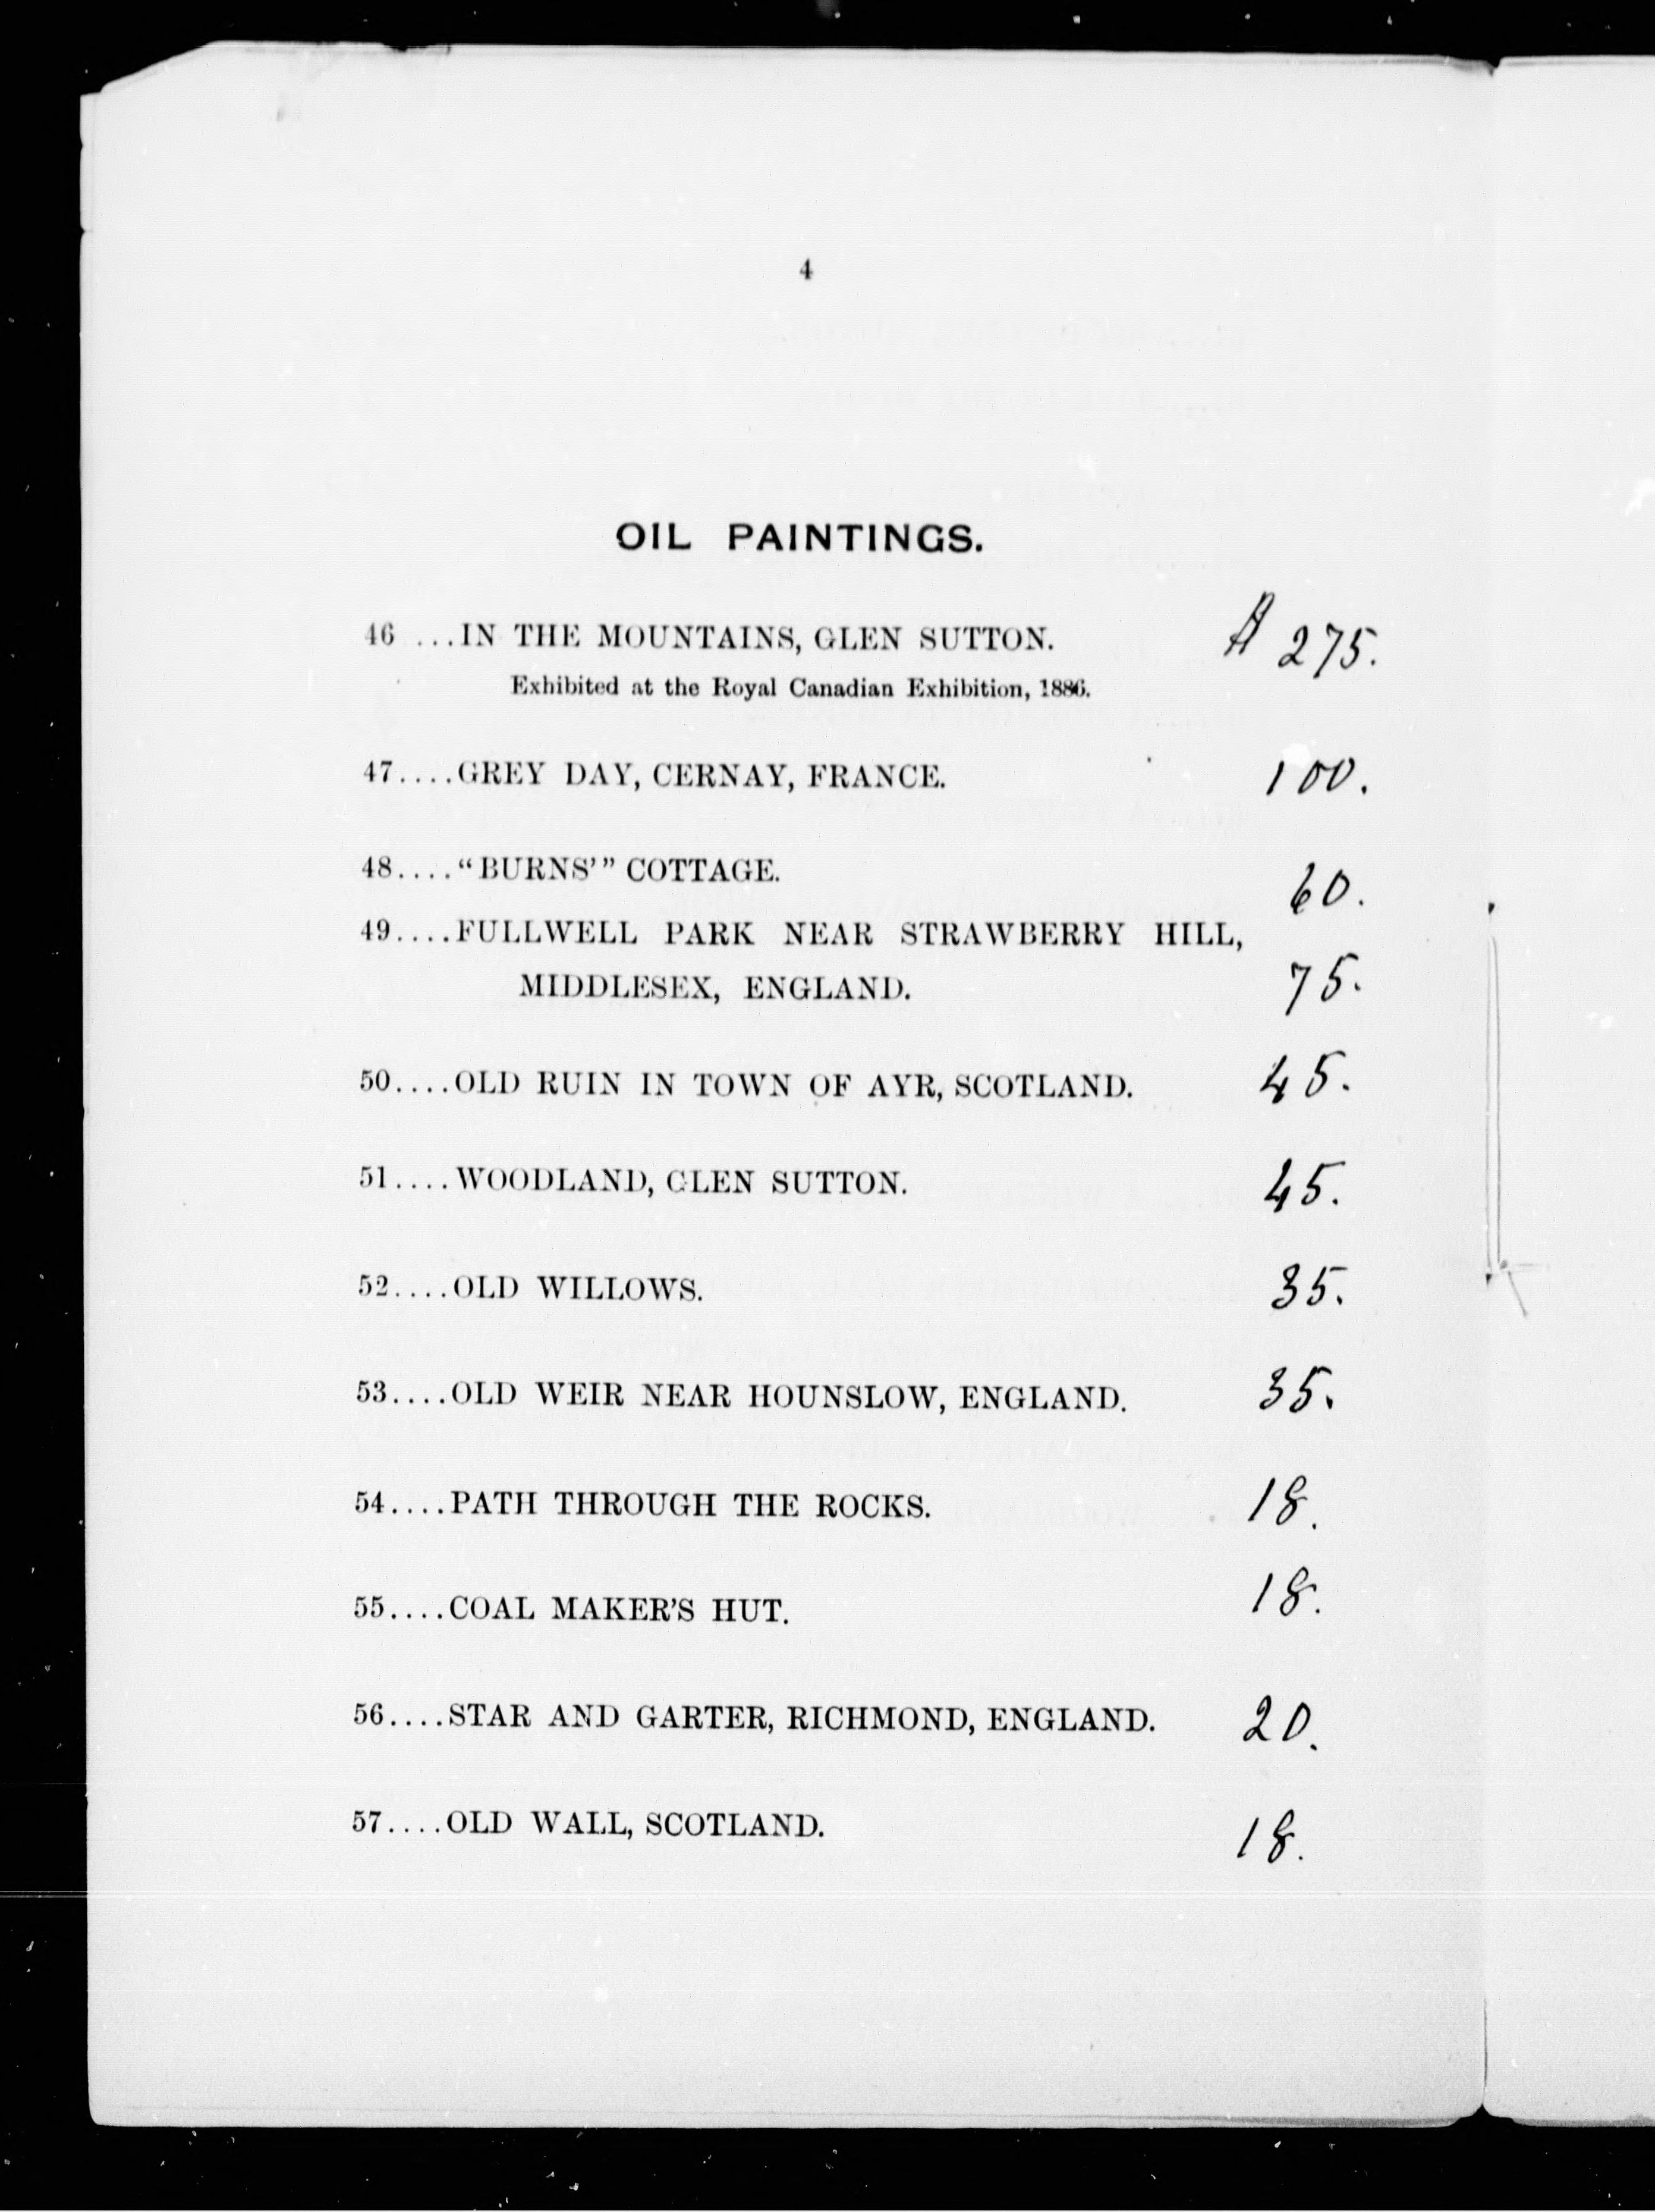 4
OIL PAINTINGS.
46 ...IN THE MOUNTAINS, GLEN SUTTON. 275.
Exhibited at the Royal Canadian Exhibition, 1886.
47....GREY DAY, CERNAY, FRANCE. 100.
48...."BURNS'" COTTAGE. 60.
49....FULLWELL PARK NEAR STRAWBERRY HILL,
MIDDLESEX, ENGLAND. 75.
50....OLD RUIN IN TOWN OF AYR, SCOTLAND. 45.
51....WOODLAND, GLEN SUTTON. 45.
52....OLD WILLOWS. 35.
53....OLD WEIR NEAR HOUNSLOW, ENGLAND. 35.
54....PATH THROUGH THE ROCKS. 18.
55....COAL MAKER'S HUT. 18.
56....STAR AND GARTER, RICHMOND, ENGLAND. 20.
57....OLD WALL, SCOTLAND. 18.